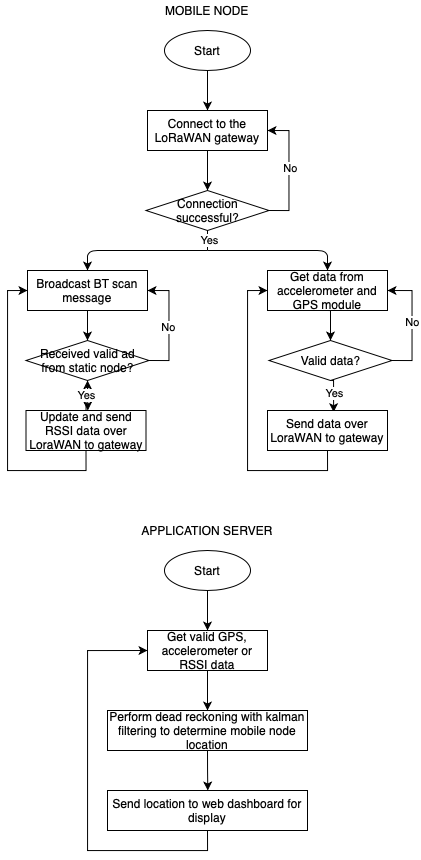 MOBILE NODE
Start
Connect to the
LoRaWAN gateway
No
Connection
successful?
Yes
Broadcast BT scan
message
No
Received valid ad
from static node?
Yes
Update and send
RSSI data over
LoraWAN to gateway
Get data from
accelerometer and
GPS module
No
Valid data?
Yes
Send data over
LoraWAN to gateway
APPLICATION SERVER
Start
Get valid GPS,
accelerometer or
RSSI data
Perform dead reckoning with kalman
filtering to determine mobile node
location
Send location to web dashboard for
display